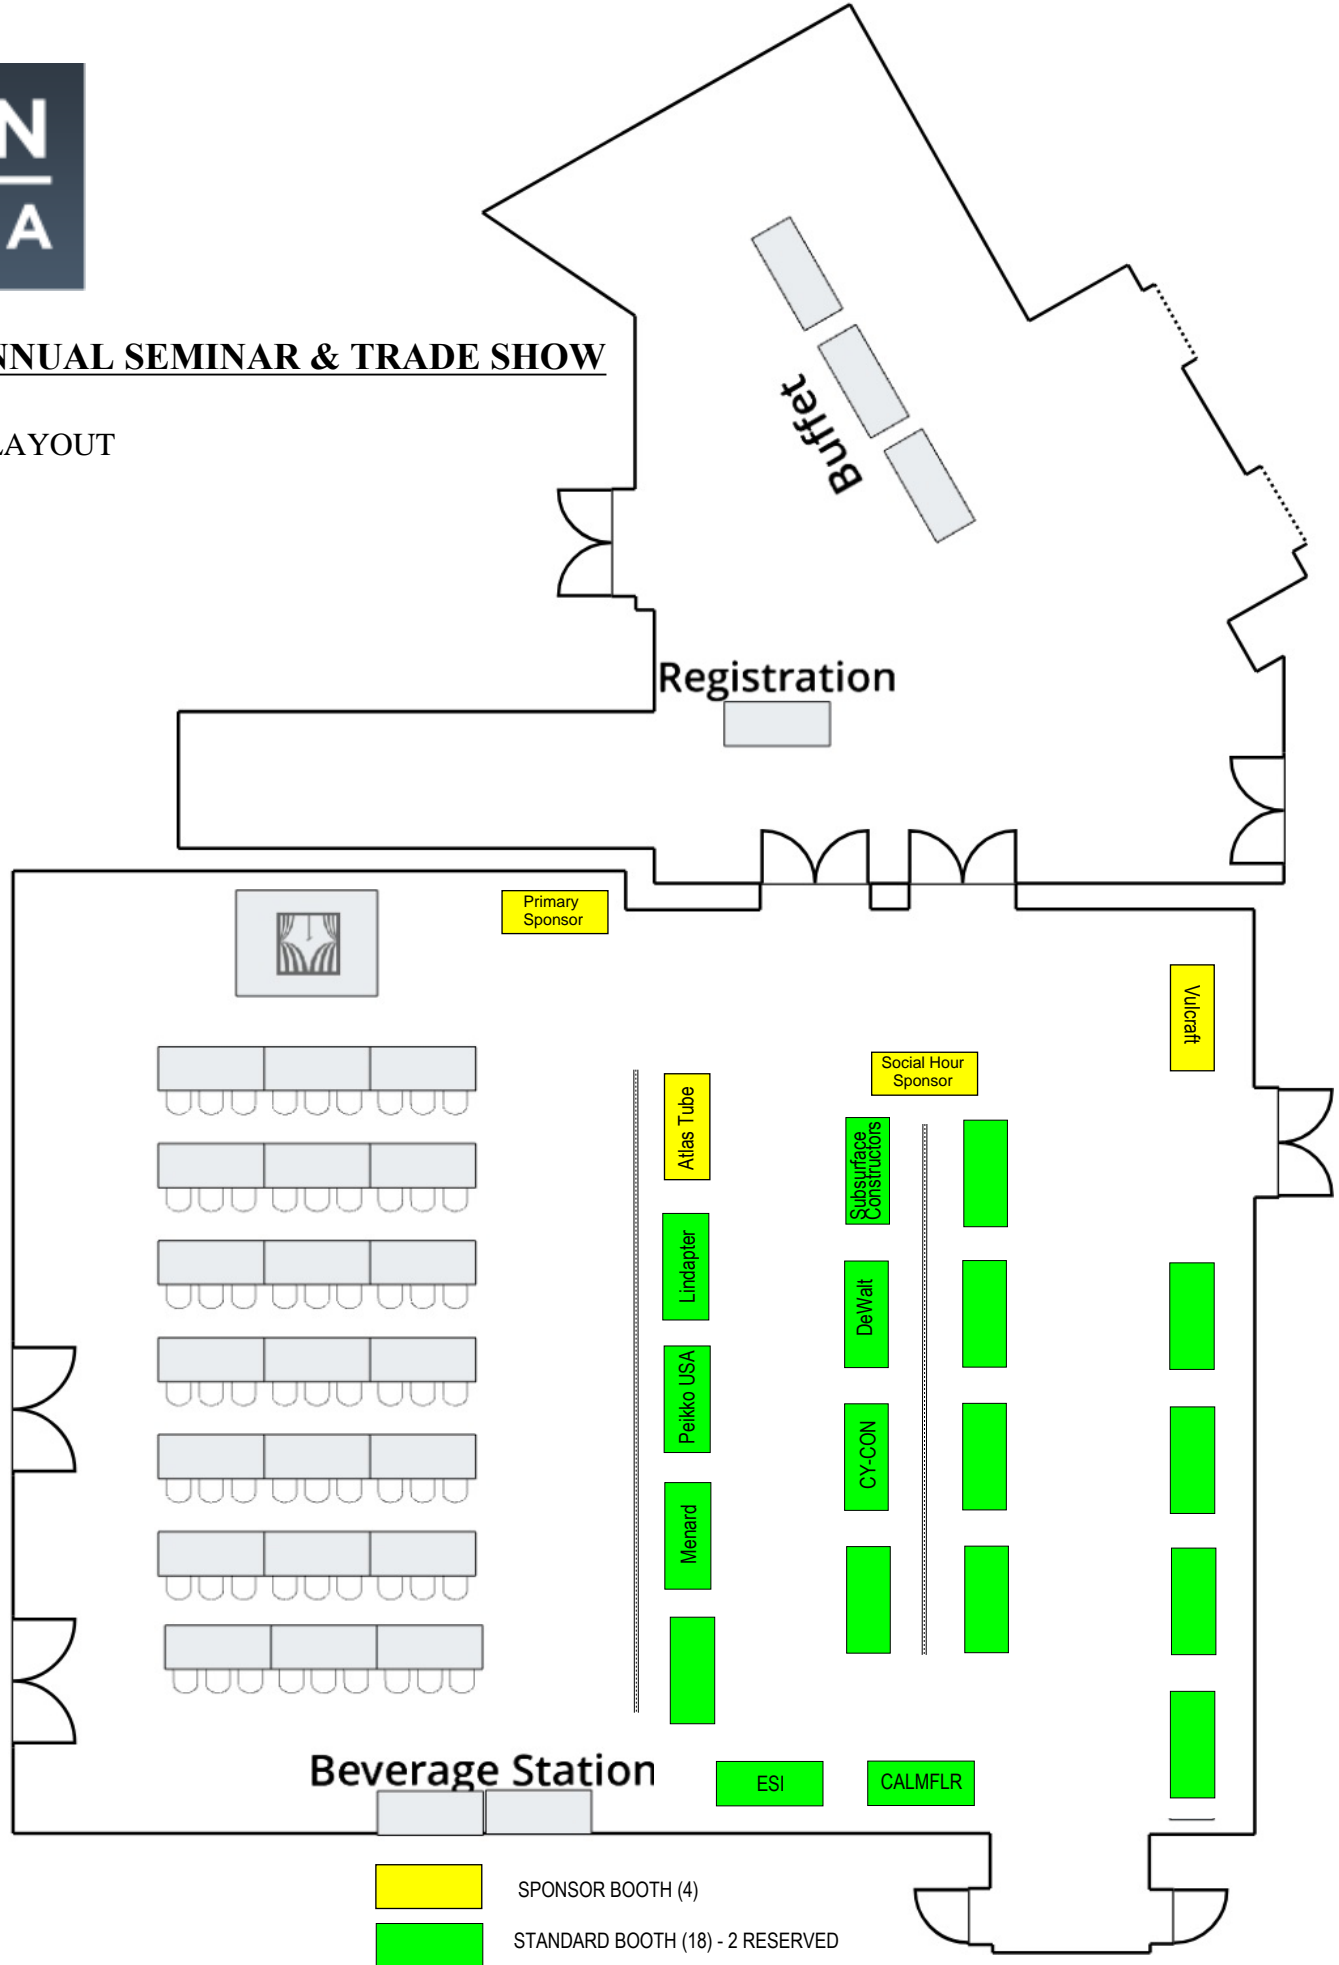 N
A
NNUAL SEMINAR & TRADE SHOW
LAYOUT
Buffet
Registration
Primary
Sponsor
Vulcraft
Social Hour
Sponsor
Atlas Tube
Subsurface
Constructors
Lindapter
DeWalt
Peikko USA
CY-CON
Menard
Beverage Station
ESI
CALMFLR
SPONSOR BOOTH (4)
STANDARD BOOTH (18) - 2 RESERVED